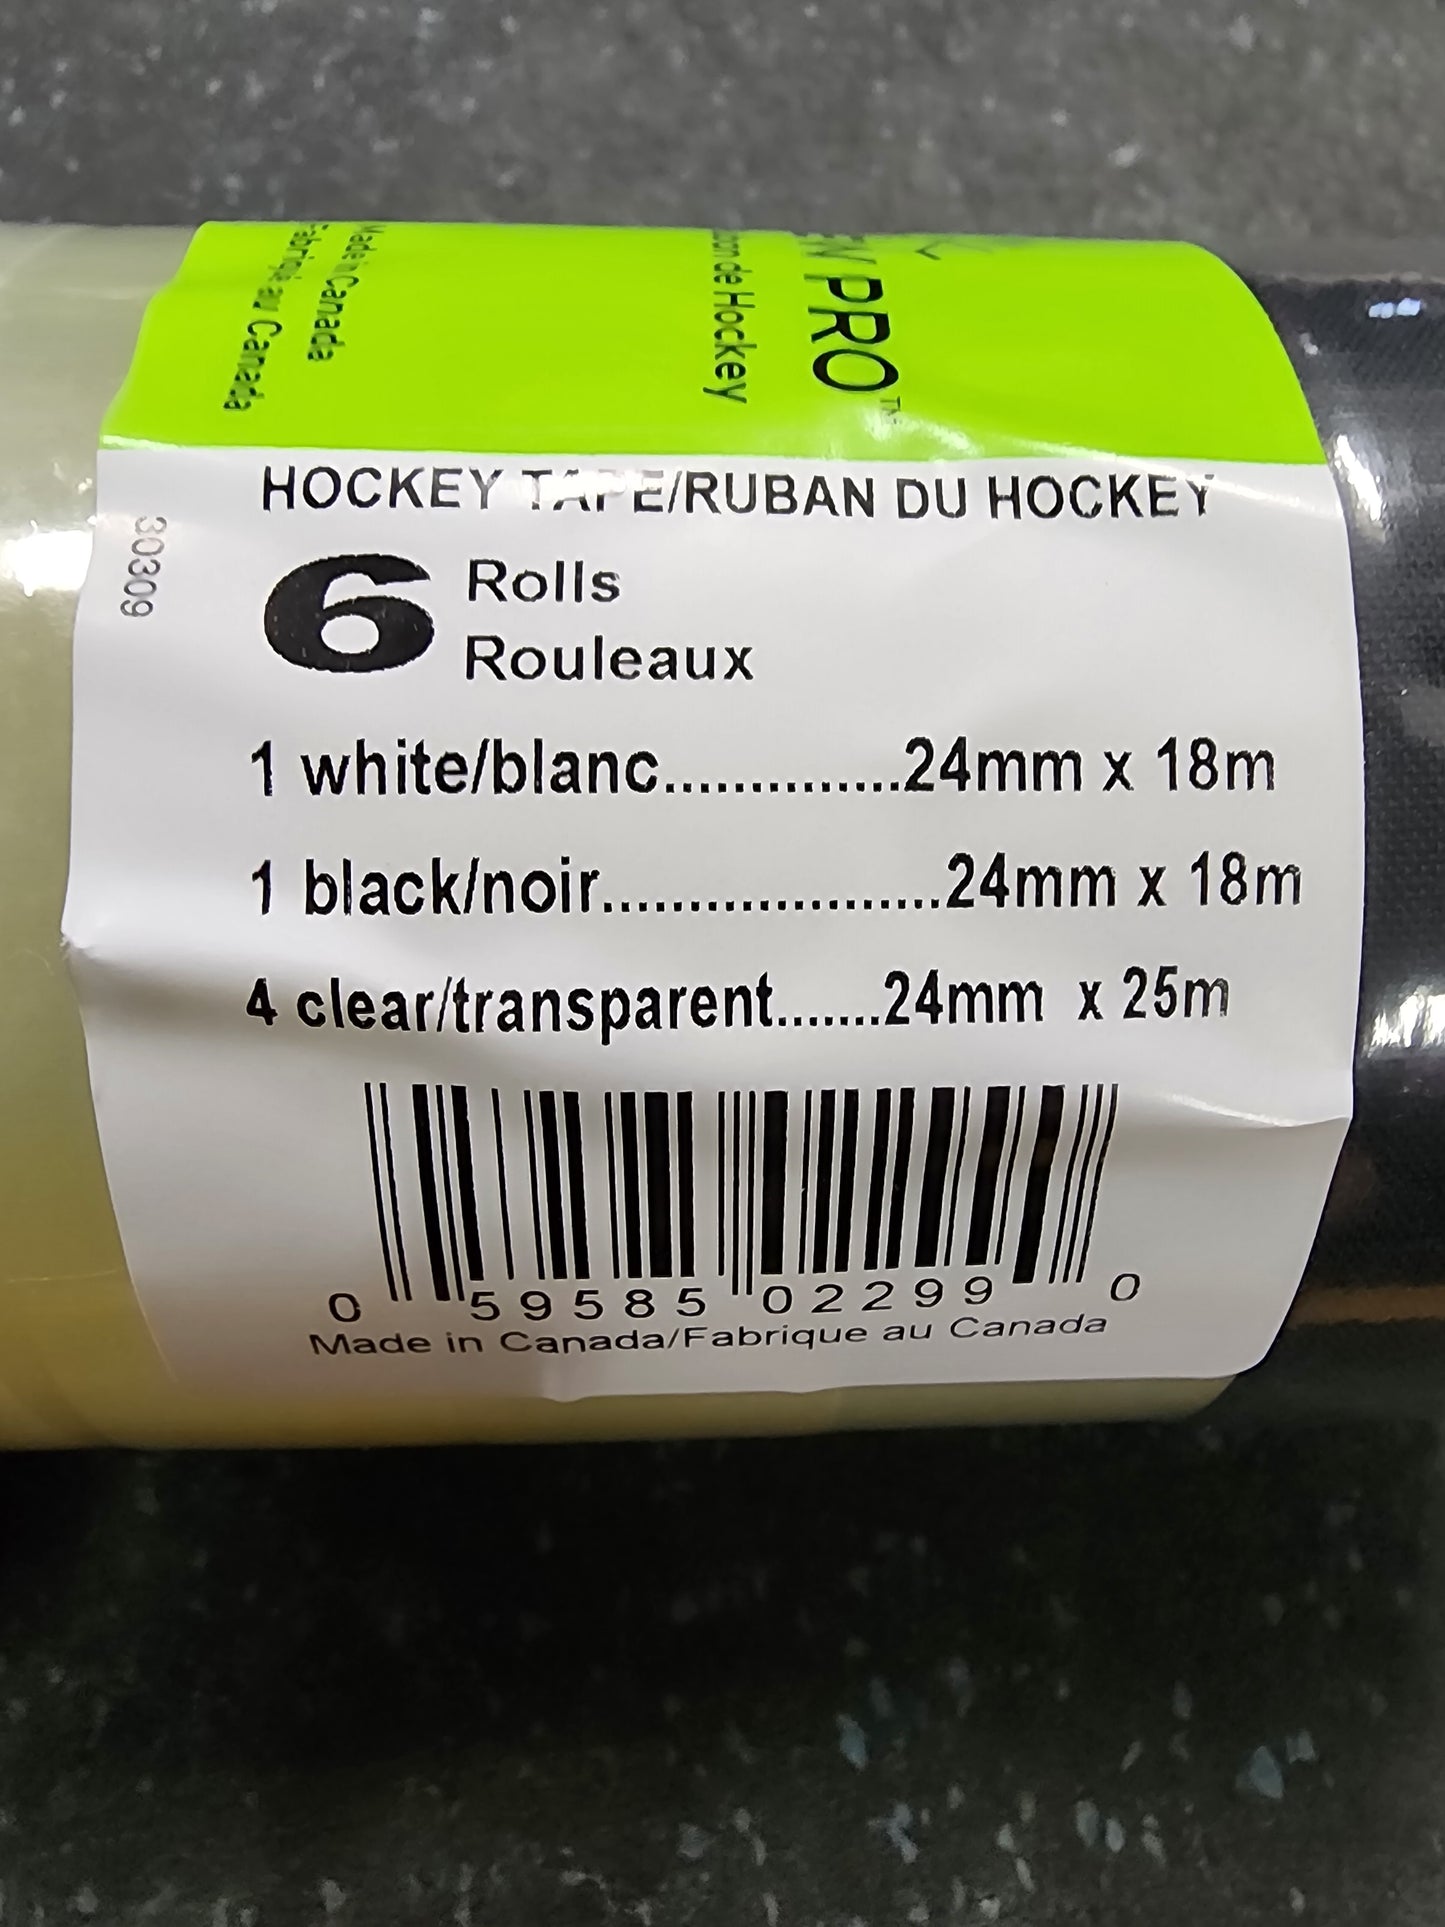 Made in Canada
Fabriqué au Canada
de Hockey
PRO™
HOCKEY TAPE/RUBAN DU HOCKEY
30309
6 Rolls
Rouleaux
1 white/blanc..............24mm x 18m
1 black/noir....................24mm x 18m
4 clear/transparent.......24mm x 25m
0 59585 02299 0
Made in Canada/Fabrique au Canada